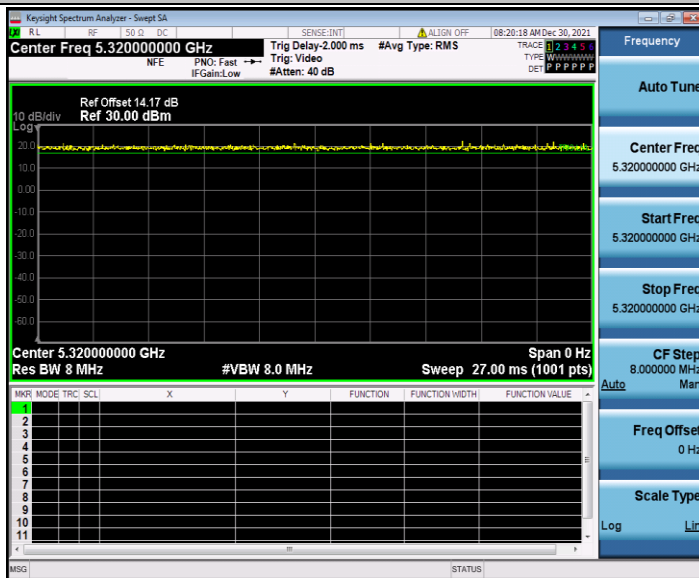 Keysight Spectrum Analyzer - Swept SA
LXI RL RF 50 Ω DC SENSE:INT ALIGN OFF 08:20:18 AM Dec 30, 2021
Center Freq 5.320000000 GHz
NFE PNO: Fast IFGain:Low
Trig Delay-2.000 ms #Avg Type: RMS
Trig: Video
#Atten: 40 dB
TRACE 1 2 3 4 5 6
TYPE WWWWWW
DET P P P P P P
Ref Offset 14.17 dB
10 dB/div Ref 30.00 dBm
Log
20.0
10.0
0.00
-10.0
-20.0
-30.0
-40.0
-50.0
-60.0
Center 5.320000000 GHz Span 0 Hz
Res BW 8 MHz #VBW 8.0 MHz Sweep 27.00 ms (1001 pts)
MKR MODE TRC SCL X Y FUNCTION FUNCTION WIDTH FUNCTION VALUE
1
2
3
4
5
6
7
8
9
10
11
MSG STATUS
Frequency
Auto Tune
Center Freq
5.320000000 GHz
Start Freq
5.320000000 GHz
Stop Freq
5.320000000 GHz
CF Step
8.000000 MHz
Auto Man
Freq Offset
0 Hz
Scale Type
Log Lin